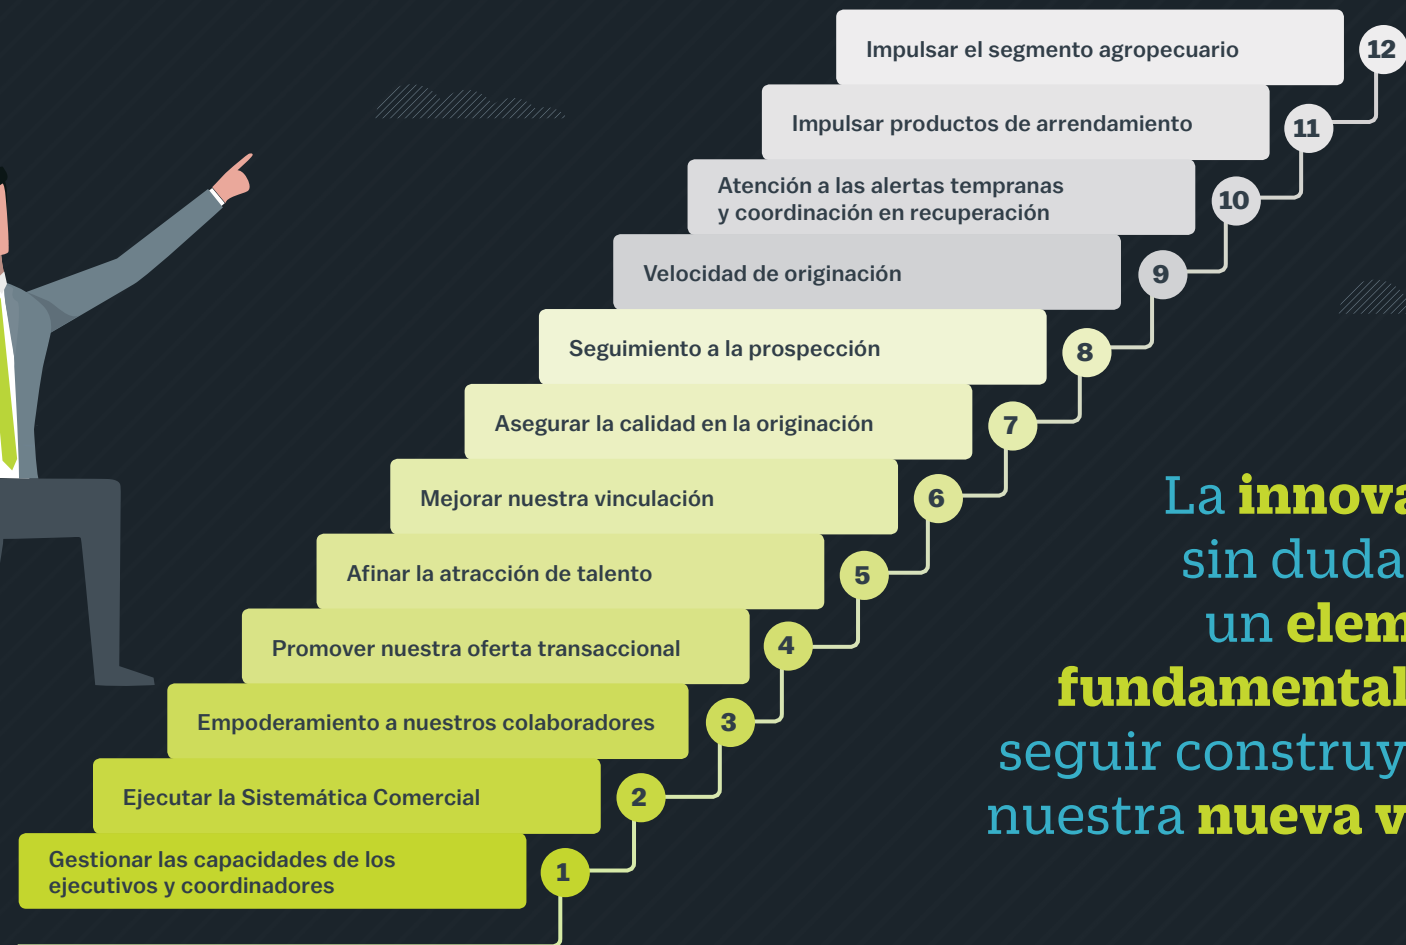 Impulsar el segmento agropecuario
12
Impulsar productos de arrendamiento
11
Atención a las alertas tempranas
y coordinación en recuperación
10
Velocidad de originación
9
Seguimiento a la prospección
8
Asegurar la calidad en la originación
7
Mejorar nuestra vinculación
6
Afinar la atracción de talento
5
Promover nuestra oferta transaccional
4
Empoderamiento a nuestros colaboradores
3
Ejecutar la Sistemática Comercial
2
Gestionar las capacidades de los
ejecutivos y coordinadores
1
La
sin duda
un
fundamental
seguir
nuestra nueva